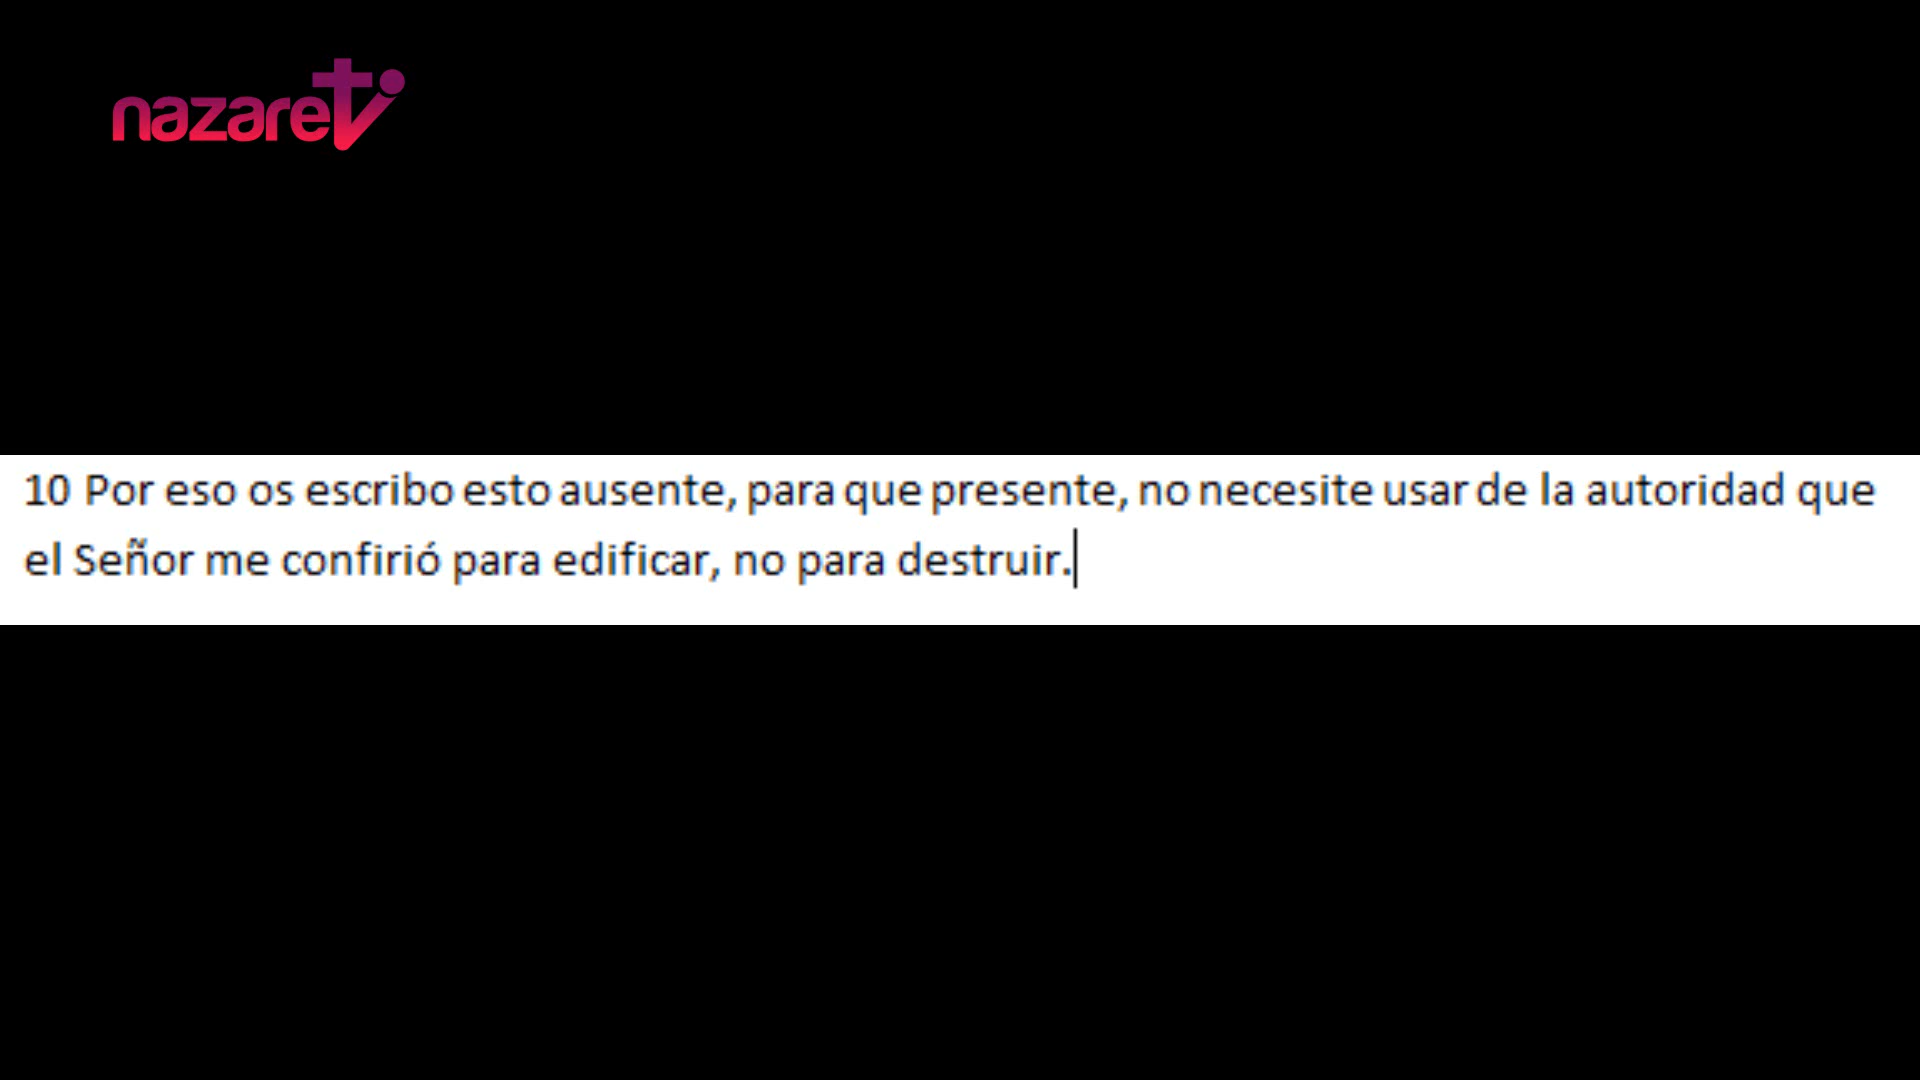 nazaretv
10 Por eso os escribo esto ausente, para que presente, no necesite usar de la autoridad que
el Señor me confirió para edificar, no para destruir.